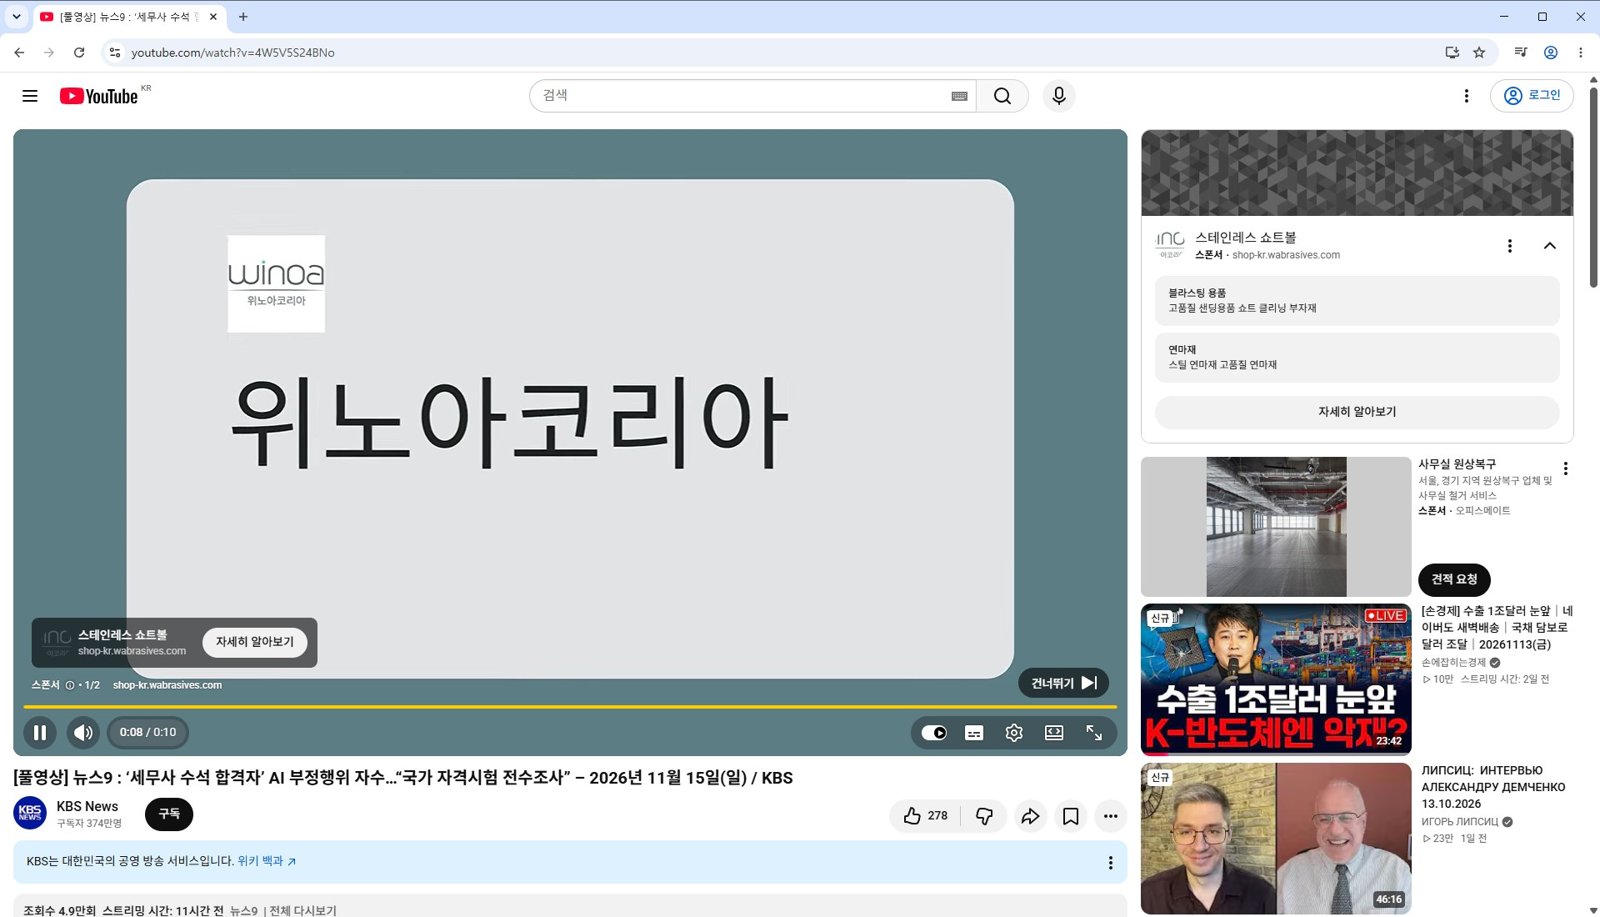 [풀영상] 뉴스9 : ‘세무사 수석
youtube.com/watch?v=4W5V5S24BNo
YouTube KR
검색
로그인
winoa
위노아코리아
위노아코리아
스테인레스 쇼트볼
shop-kr.wabrasives.com
자세히 알아보기
스폰서 · 1/2 shop-kr.wabrasives.com
건너뛰기
0:08 / 0:10
[풀영상] 뉴스9 : ‘세무사 수석 합격자’ AI 부정행위 자수…“국가 자격시험 전수조사” – 2026년 11월 15일(일) / KBS
KBS NEWS
KBS News
구독자 374만명
구독
278
KBS는 대한민국의 공영 방송 서비스입니다. 위키 백과
조회수 4.9만회 스트리밍 시간: 11시간 전 뉴스9 | 전체 다시보기
스테인레스 쇼트볼
스폰서 · shop-kr.wabrasives.com
블라스팅 용품
고품질 샌딩용품 쇼트 클리닝 부자재
연마재
스틸 연마재 고품질 연마재
자세히 알아보기
사무실 원상복구
서울, 경기 지역 원상복구 업체 및
사무실 철거 서비스
스폰서 · 오피스메이트
견적 요청
신규
LIVE
수출 1조달러 눈앞
K-반도체엔 악재?
23:42
[손경제] 수출 1조달러 눈앞｜네
이버도 새벽배송｜국채 담보로
달러 조달｜20261113(금)
손에잡히는경제
10만 스트리밍 시간: 2일 전
신규
46:16
ЛИПСИЦ: ИНТЕРВЬЮ
АЛЕКСАНДРУ ДЕМЧЕНКО
13.10.2026
ИГОРЬ ЛИПСИЦ
23만 1일 전